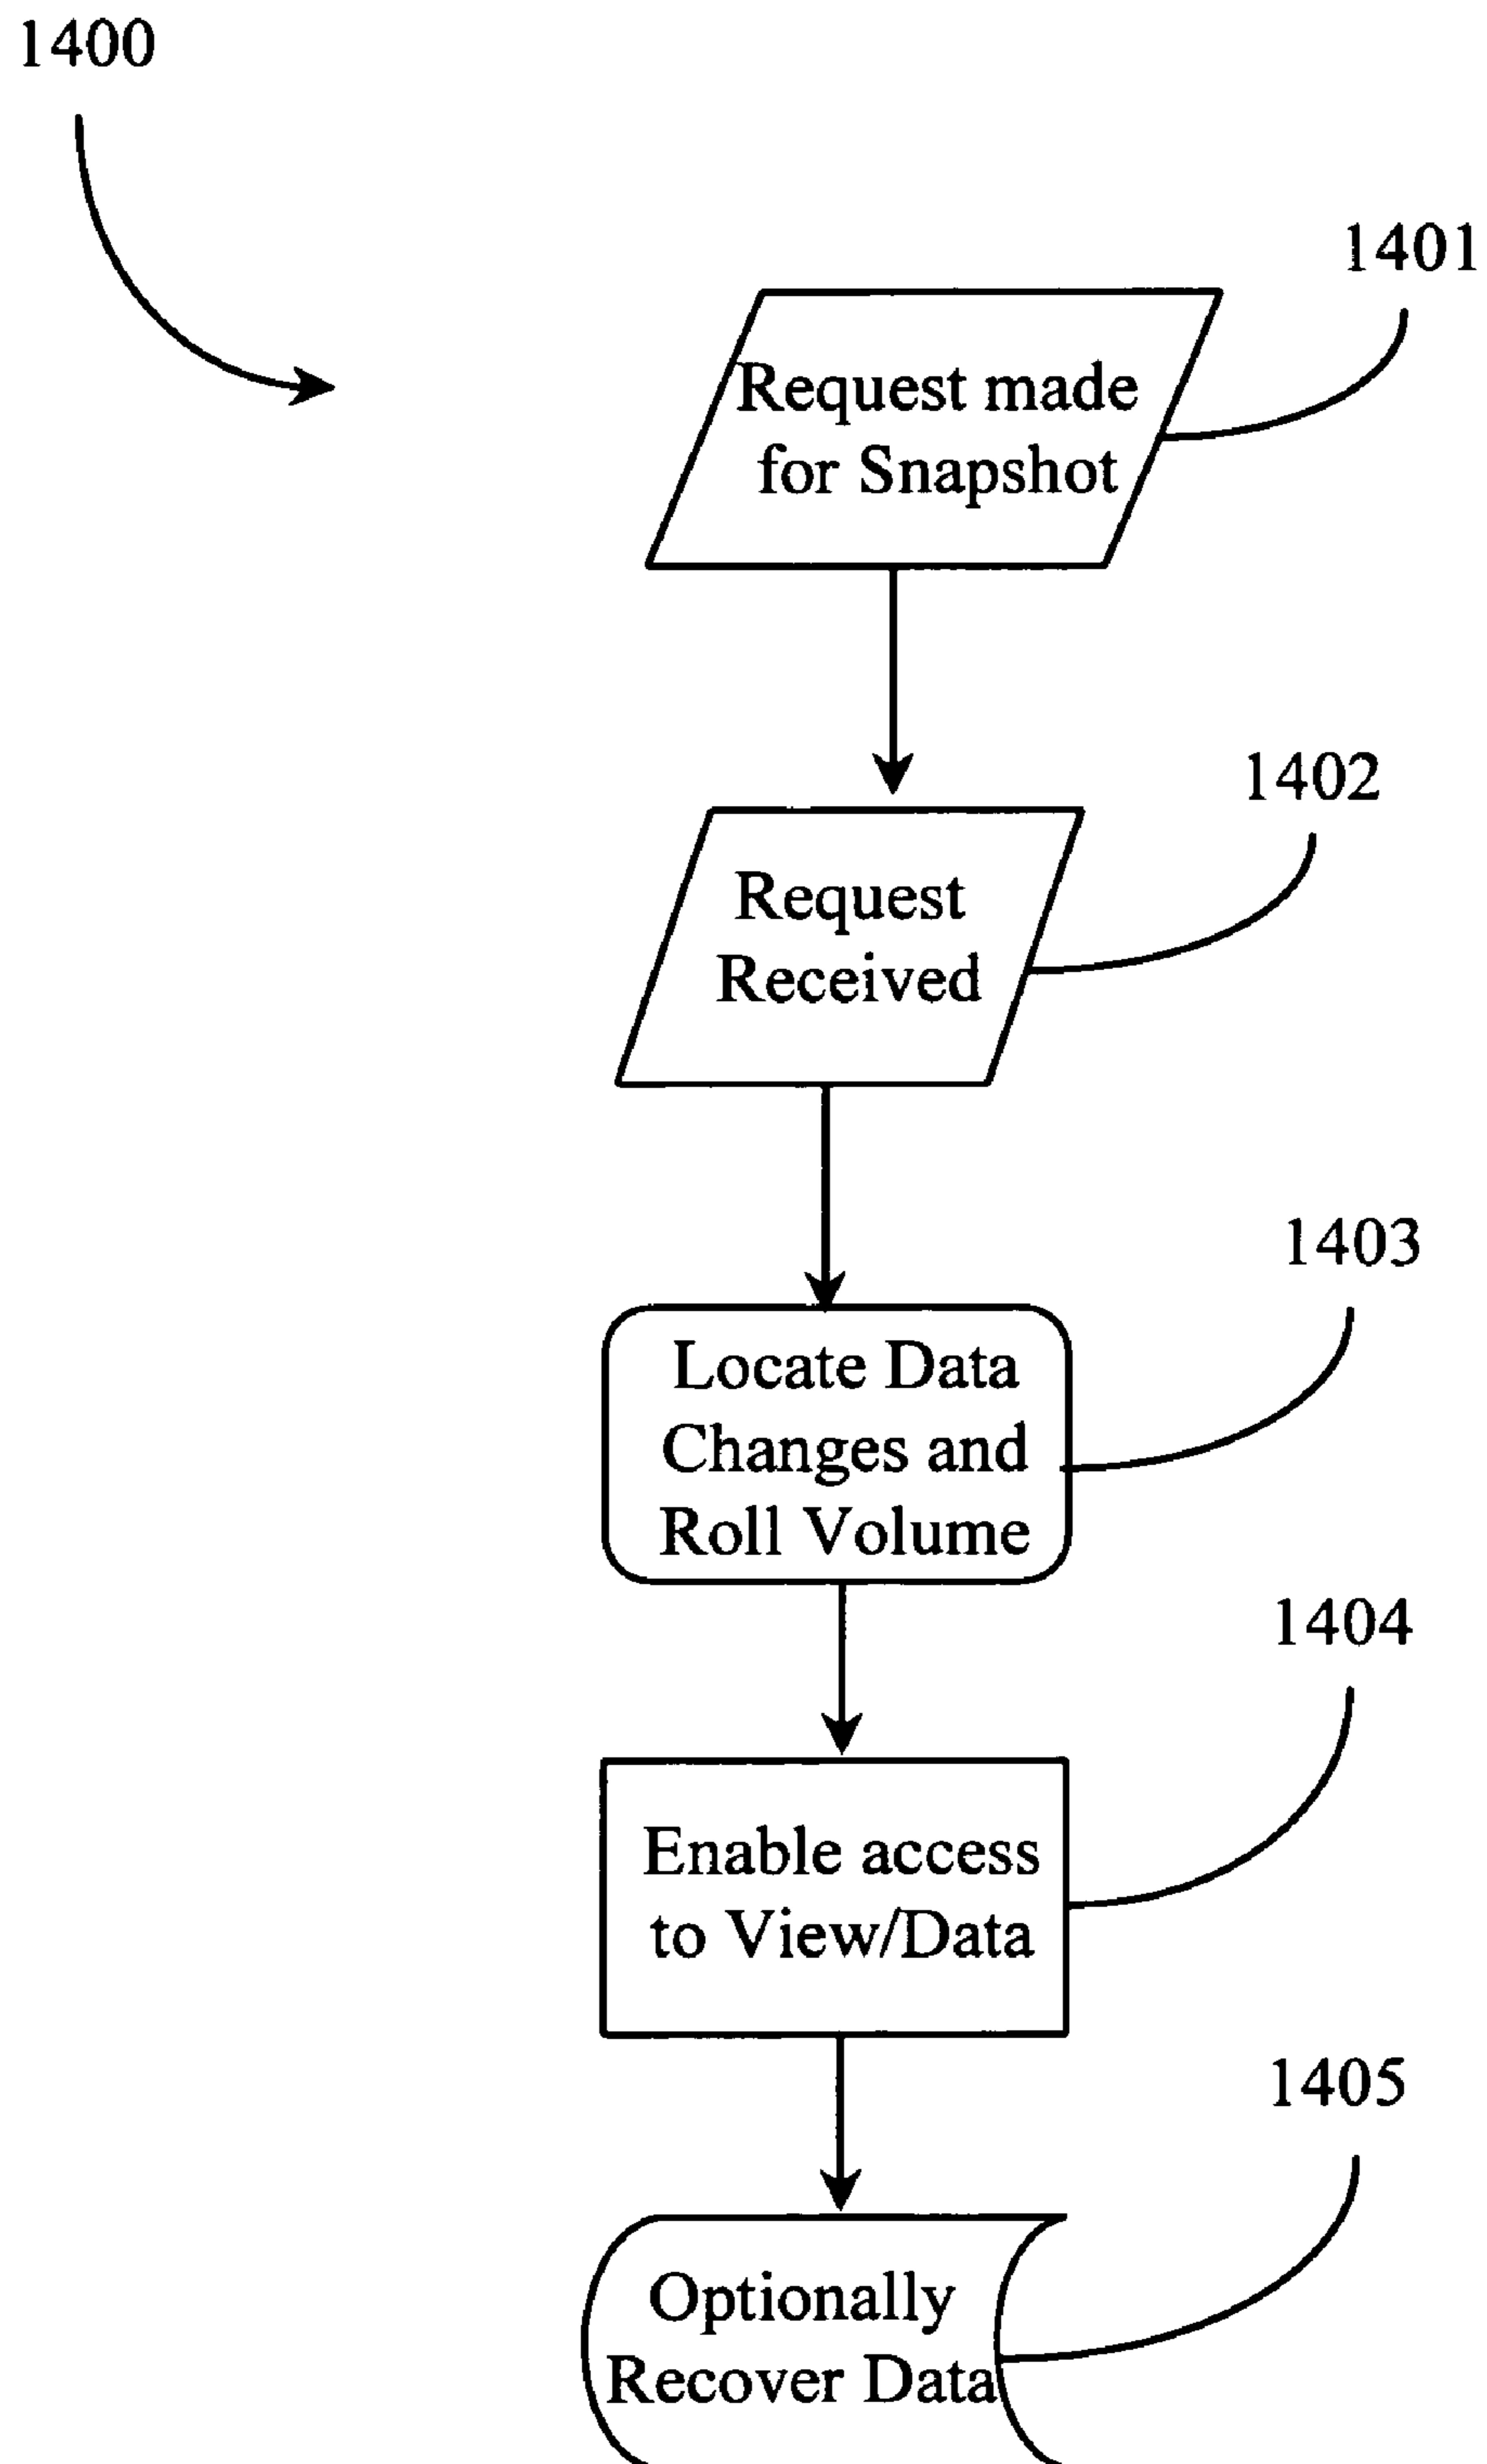 1400
1401
Request made
for Snapshot
1402
Request
Received
1403
Locate Data
Changes and
Roll Volume
1404
Enable access
to View/Data
1405
Optionally
Recover Data